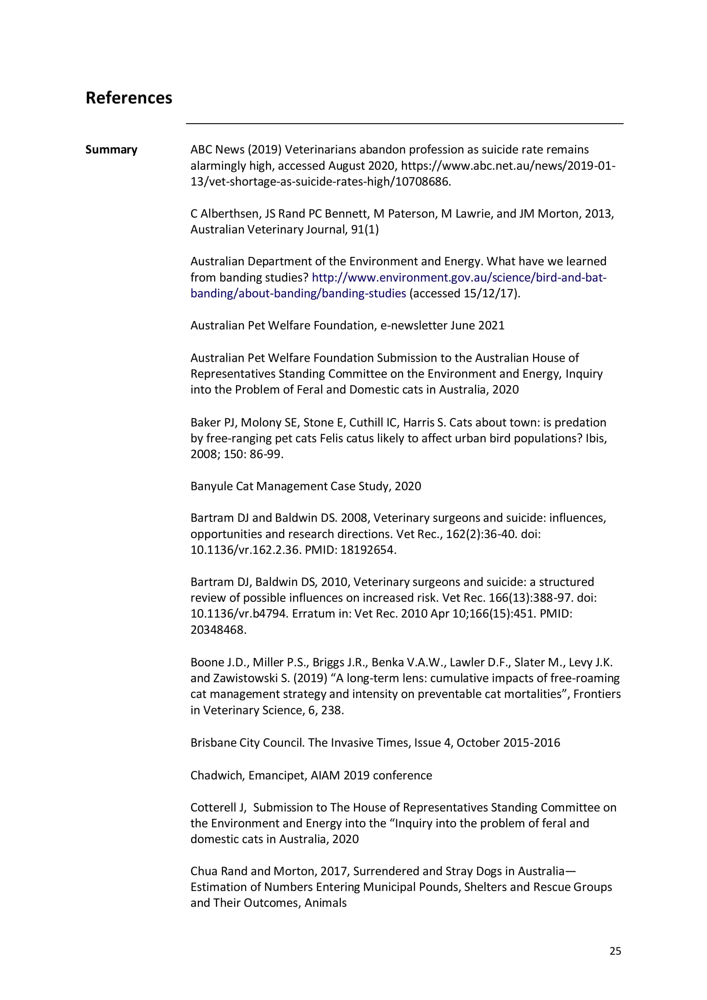 References
Summary
ABC News (2019) Veterinarians abandon profession as suicide rate remains
alarmingly high, accessed August 2020, https://www.abc.net.au/news/2019-01-
13/vet-shortage-as-suicide-rates-high/10708686.
C Alberthsen, JS Rand PC Bennett, M Paterson, M Lawrie, and JM Morton, 2013,
Australian Veterinary Journal, 91(1)
Australian Department of the Environment and Energy. What have we learned
from banding studies? http://www.environment.gov.au/science/bird-and-bat-
banding/about-banding/banding-studies (accessed 15/12/17).
Australian Pet Welfare Foundation, e-newsletter June 2021
Australian Pet Welfare Foundation Submission to the Australian House of
Representatives Standing Committee on the Environment and Energy, Inquiry
into the Problem of Feral and Domestic cats in Australia, 2020
Baker PJ, Molony SE, Stone E, Cuthill IC, Harris S. Cats about town: is predation
by free-ranging pet cats Felis catus likely to affect urban bird populations? Ibis,
2008; 150: 86-99.
Banyule Cat Management Case Study, 2020
Bartram DJ and Baldwin DS. 2008, Veterinary surgeons and suicide: influences,
opportunities and research directions. Vet Rec., 162(2):36-40. doi:
10.1136/vr.162.2.36. PMID: 18192654.
Bartram DJ, Baldwin DS, 2010, Veterinary surgeons and suicide: a structured
review of possible influences on increased risk. Vet Rec. 166(13):388-97. doi:
10.1136/vr.b4794. Erratum in: Vet Rec. 2010 Apr 10;166(15):451. PMID:
20348468.
Boone J.D., Miller P.S., Briggs J.R., Benka V.A.W., Lawler D.F., Slater M., Levy J.K.
and Zawistowski S. (2019) “A long-term lens: cumulative impacts of free-roaming
cat management strategy and intensity on preventable cat mortalities”, Frontiers
in Veterinary Science, 6, 238.
Brisbane City Council. The Invasive Times, Issue 4, October 2015-2016
Chadwich, Emancipet, AIAM 2019 conference
Cotterell J,  Submission to The House of Representatives Standing Committee on
the Environment and Energy into the “Inquiry into the problem of feral and
domestic cats in Australia, 2020
Chua Rand and Morton, 2017, Surrendered and Stray Dogs in Australia—
Estimation of Numbers Entering Municipal Pounds, Shelters and Rescue Groups
and Their Outcomes, Animals
25